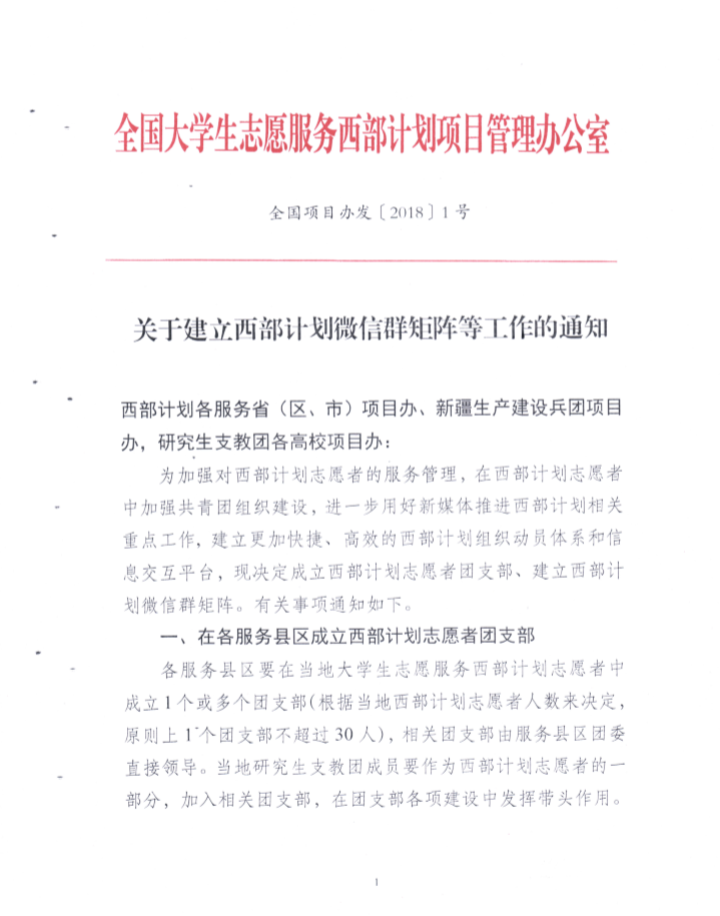 全国大学生志愿服务西部计划项目管理办公室
全国项目办发〔2018〕1号
关于建立西部计划微信群矩阵等工作的通知
西部计划各服务省（区、市）项目办、新疆生产建设兵团项目
办，研究生支教团各高校项目办：
为加强对西部计划志愿者的服务管理，在西部计划志愿者
中加强共青团组织建设，进一步用好新媒体推进西部计划相关
重点工作，建立更加快捷、高效的西部计划组织动员体系和信
息交互平台，现决定成立西部计划志愿者团支部、建立西部计
划微信群矩阵。有关事项通知如下。
一、在各服务县区成立西部计划志愿者团支部
各服务县区要在当地大学生志愿服务西部计划志愿者中
成立1个或多个团支部(根据当地西部计划志愿者人数来决定，
原则上1个团支部不超过30人)，相关团支部由服务县区团委
直接领导。当地研究生支教团成员要作为西部计划志愿者的一
部分，加入相关团支部，在团支部各项建设中发挥带头作用。
1